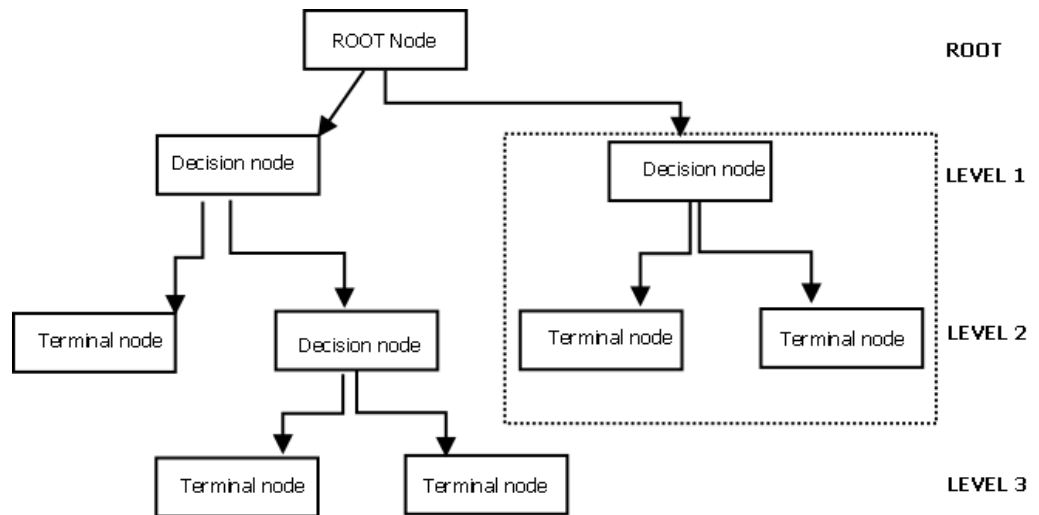 ROOT Node
ROOT
Decision node
Decision node
LEVEL 1
Terminal node
Decision node
Terminal node
Terminal node
LEVEL 2
Terminal node
Terminal node
LEVEL 3